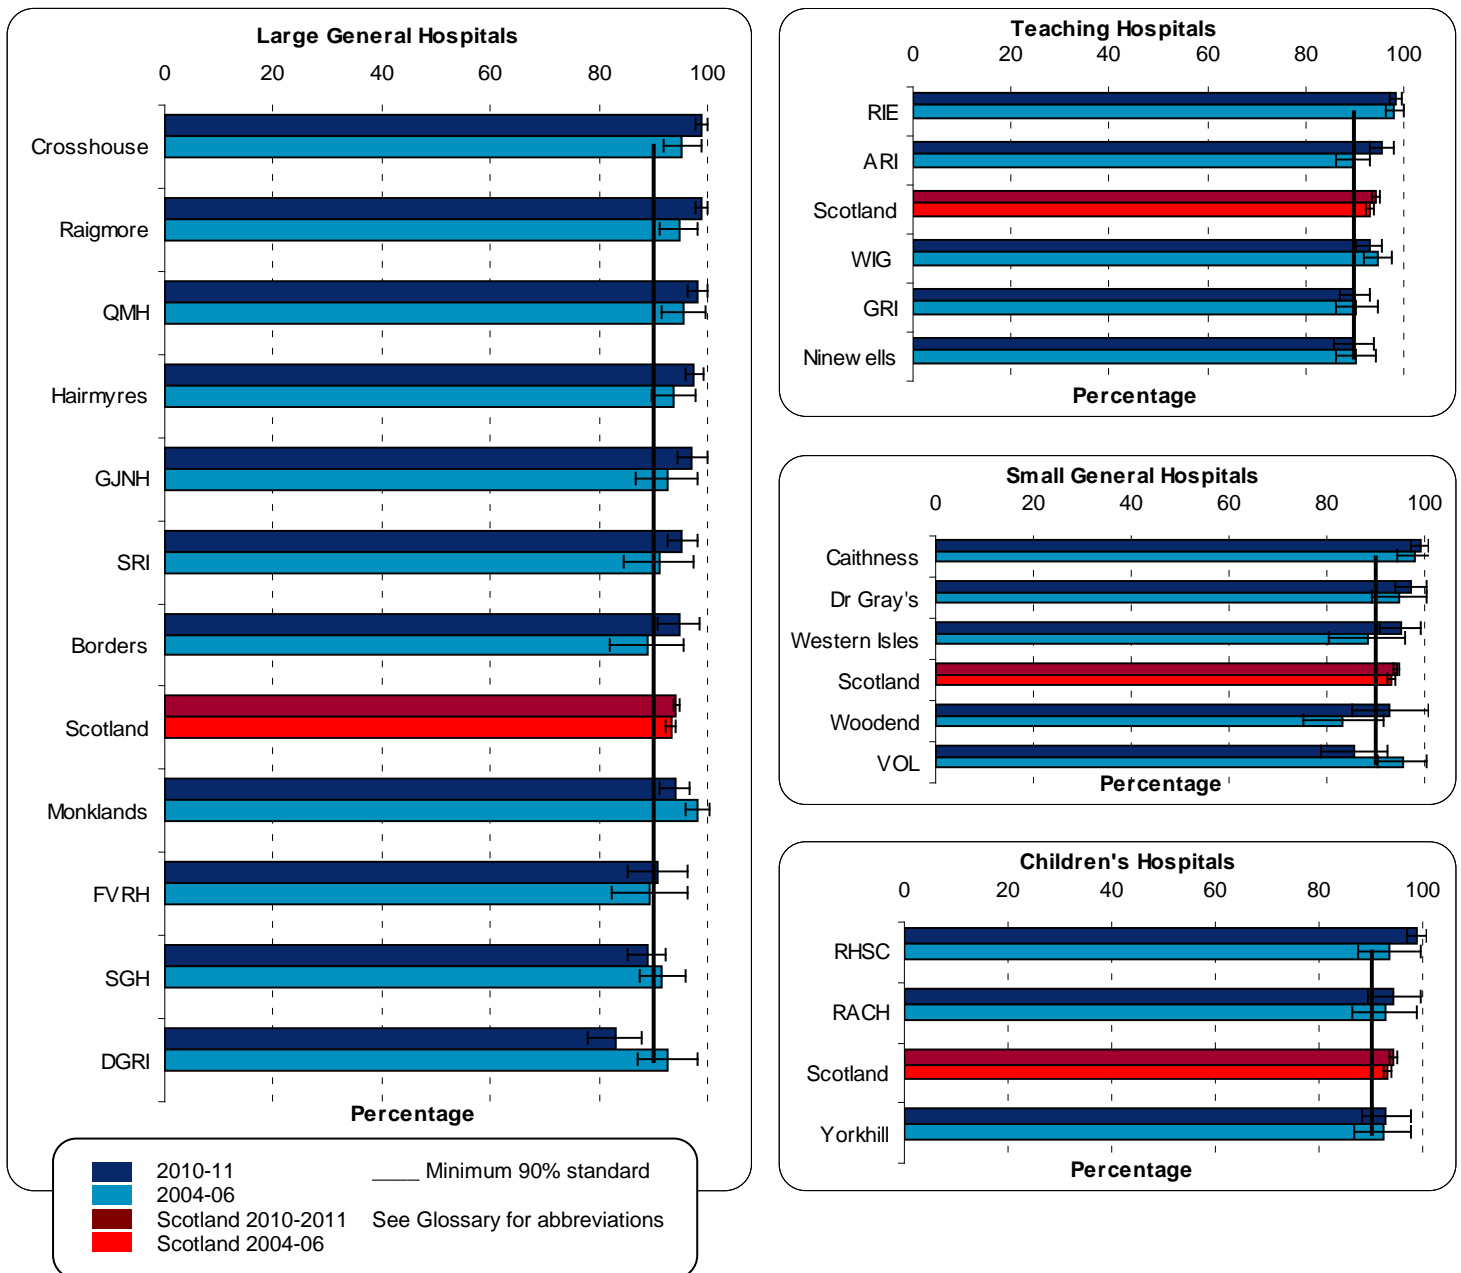 Large General Hospitals
0 20 40 60 80 100
Crosshouse
Raigmore
QMH
Hairmyres
GJNH
SRI
Borders
Scotland
Monklands
FVRH
SGH
DGRI
Percentage
2010-11
2004-06
Scotland 2010-2011
Scotland 2004-06
____ Minimum 90% standard
See Glossary for abbreviations
Teaching Hospitals
0 20 40 60 80 100
RIE
ARI
Scotland
WIG
GRI
Ninewells
Percentage
Small General Hospitals
0 20 40 60 80 100
Caithness
Dr Gray's
Western Isles
Scotland
Woodend
VOL
Percentage
Children's Hospitals
0 20 40 60 80 100
RHSC
RACH
Scotland
Yorkhill
Percentage